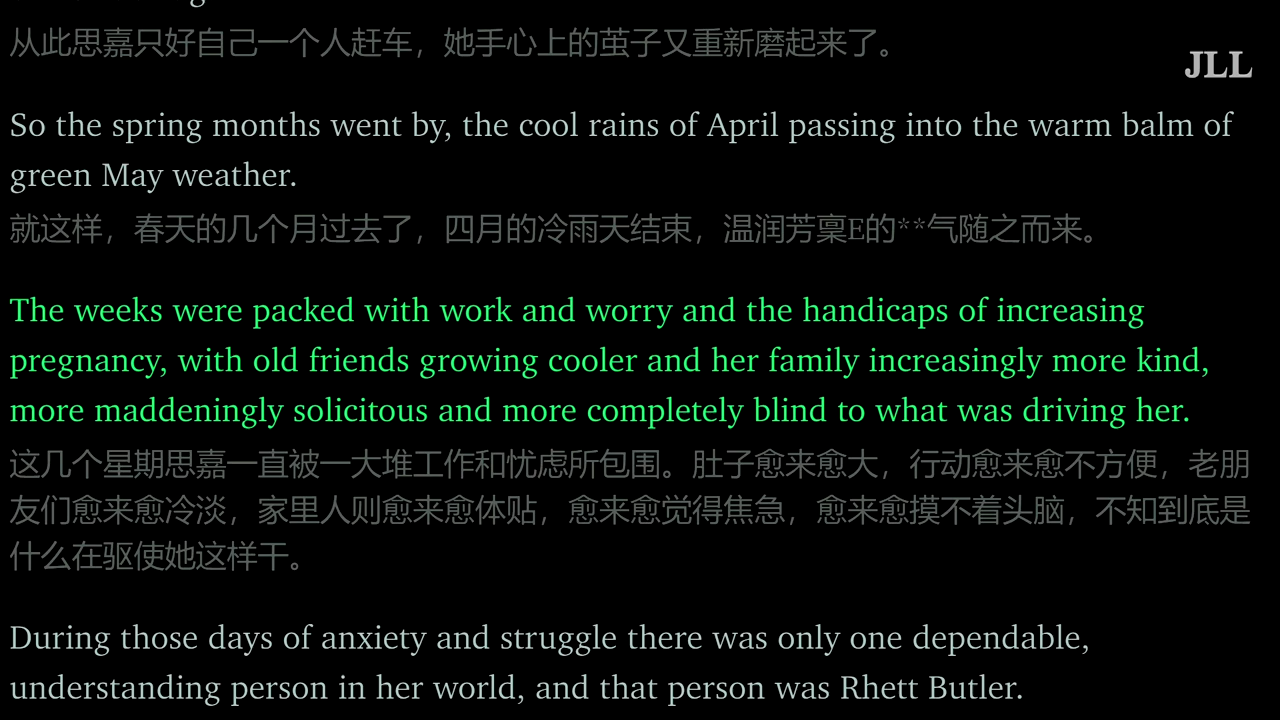 从此思嘉只好自己一个人赶车，她手心上的茧子又重新磨起来了。
JLL
So the spring months went by, the cool rains of April passing into the warm balm of
green May weather.
就这样，春天的几个月过去了，四月的冷雨天结束，温润芳稟E的**气随之而来。
The weeks were packed with work and worry and the handicaps of increasing
pregnancy, with old friends growing cooler and her family increasingly more kind,
more maddeningly solicitous and more completely blind to what was driving her.
这几个星期思嘉一直被一大堆工作和忧虑所包围。肚子愈来愈大，行动愈来愈不方便，老朋
友们愈来愈冷淡，家里人则愈来愈体贴，愈来愈觉得焦急，愈来愈摸不着头脑，不知到底是
什么在驱使她这样干。
During those days of anxiety and struggle there was only one dependable,
understanding person in her world, and that person was Rhett Butler.